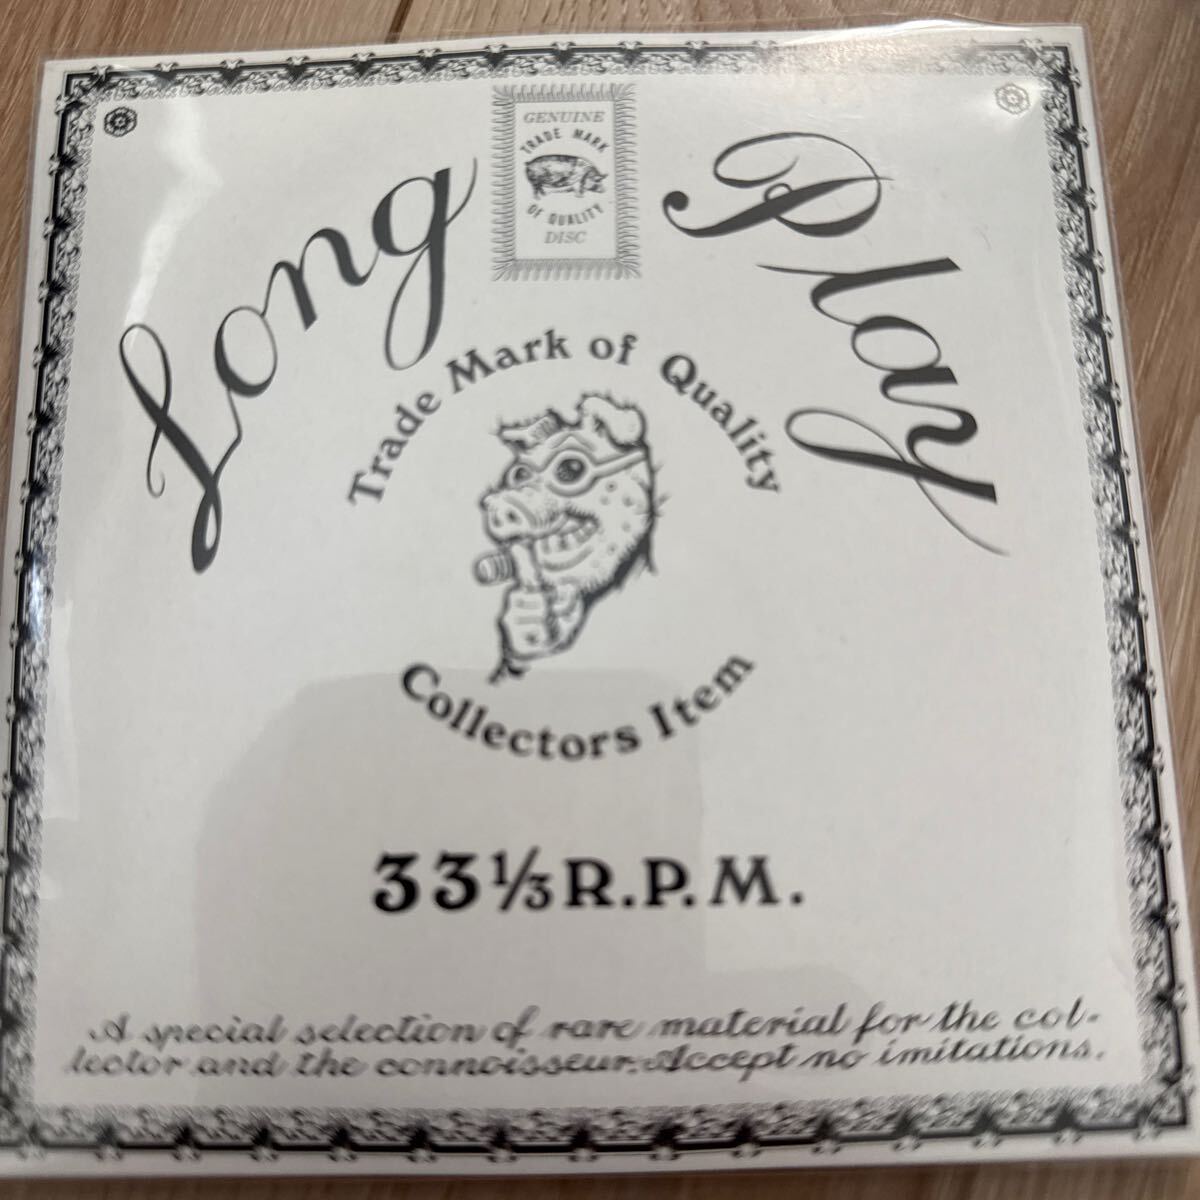 GENUINE
TRADE MARK
OF QUALITY
DISC
Long Play
Trade Mark of Quality
Collectors Item
33⅓ R.P.M.
A special selection of rare material for the col-
lector and the connoisseur. Accept no imitations.